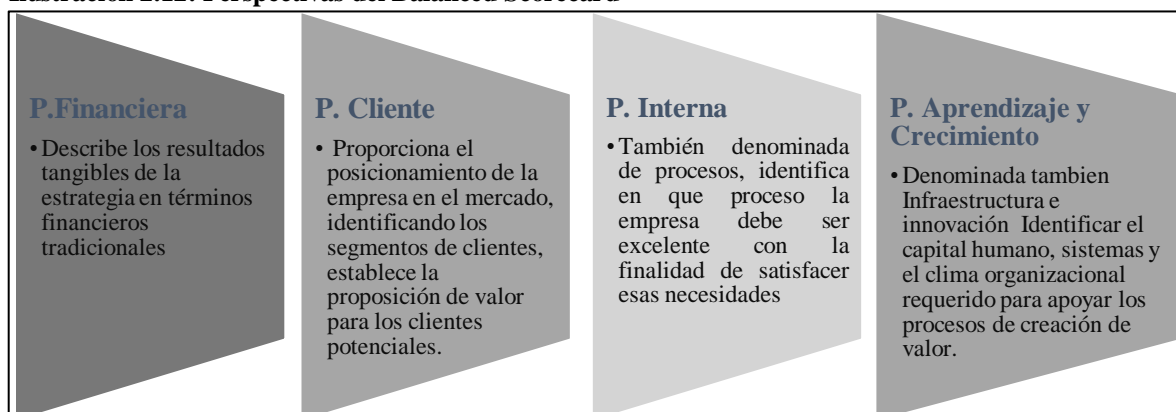 Ilustración Perspectivas del Balanced Scorecard
P.Financiera
• Describe los resultados
tangibles de la
estrategia en términos
financieros
tradicionales
P. Cliente
• Proporciona el
posicionamiento de la
empresa en el mercado,
identificando los
segmentos de clientes,
establece la
proposición de valor
para los clientes
potenciales.
P. Interna
• También denominada
de procesos, identifica
en que proceso la
empresa debe ser
excelente con la
finalidad de satisfacer
esas necesidades
P. Aprendizaje y
Crecimiento
• Denominada tambien
Infraestructura e
innovación Identificar el
capital humano, sistemas y
el clima organizacional
requerido para apoyar los
procesos de creación de
valor.